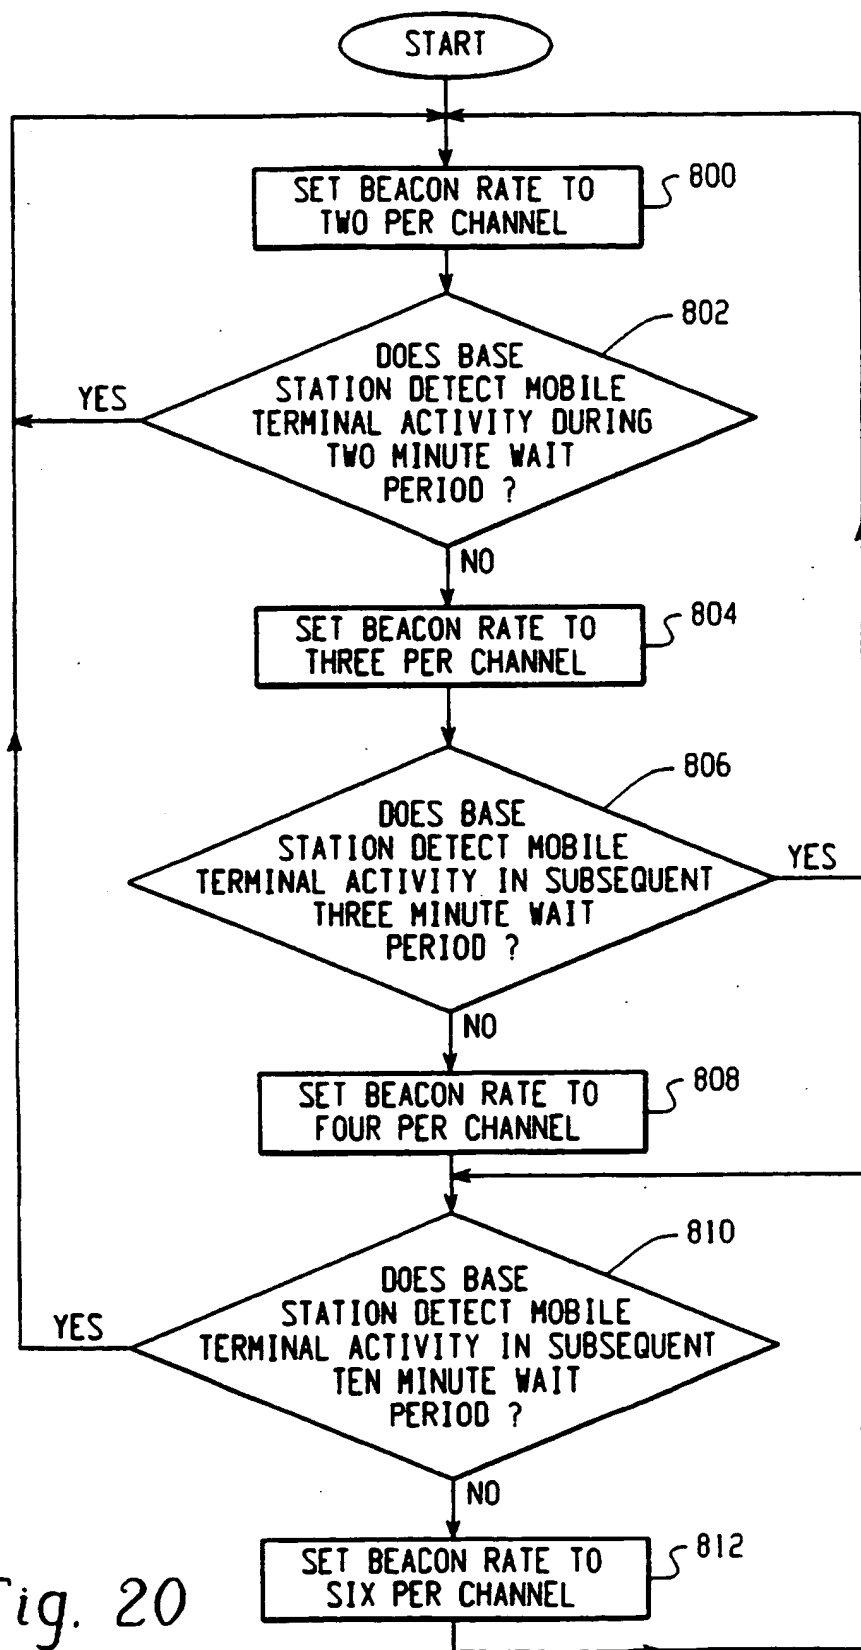 START
SET BEACON RATE TO
TWO PER CHANNEL
800
DOES BASE
STATION DETECT MOBILE
TERMINAL ACTIVITY DURING
TWO MINUTE WAIT
PERIOD ?
802
YES
NO
SET BEACON RATE TO
THREE PER CHANNEL
804
DOES BASE
STATION DETECT MOBILE
TERMINAL ACTIVITY IN SUBSEQUENT
THREE MINUTE WAIT
PERIOD ?
806
YES
NO
SET BEACON RATE TO
FOUR PER CHANNEL
808
DOES BASE
STATION DETECT MOBILE
TERMINAL ACTIVITY IN SUBSEQUENT
TEN MINUTE WAIT
PERIOD ?
810
YES
NO
SET BEACON RATE TO
SIX PER CHANNEL
812
Fig. 20